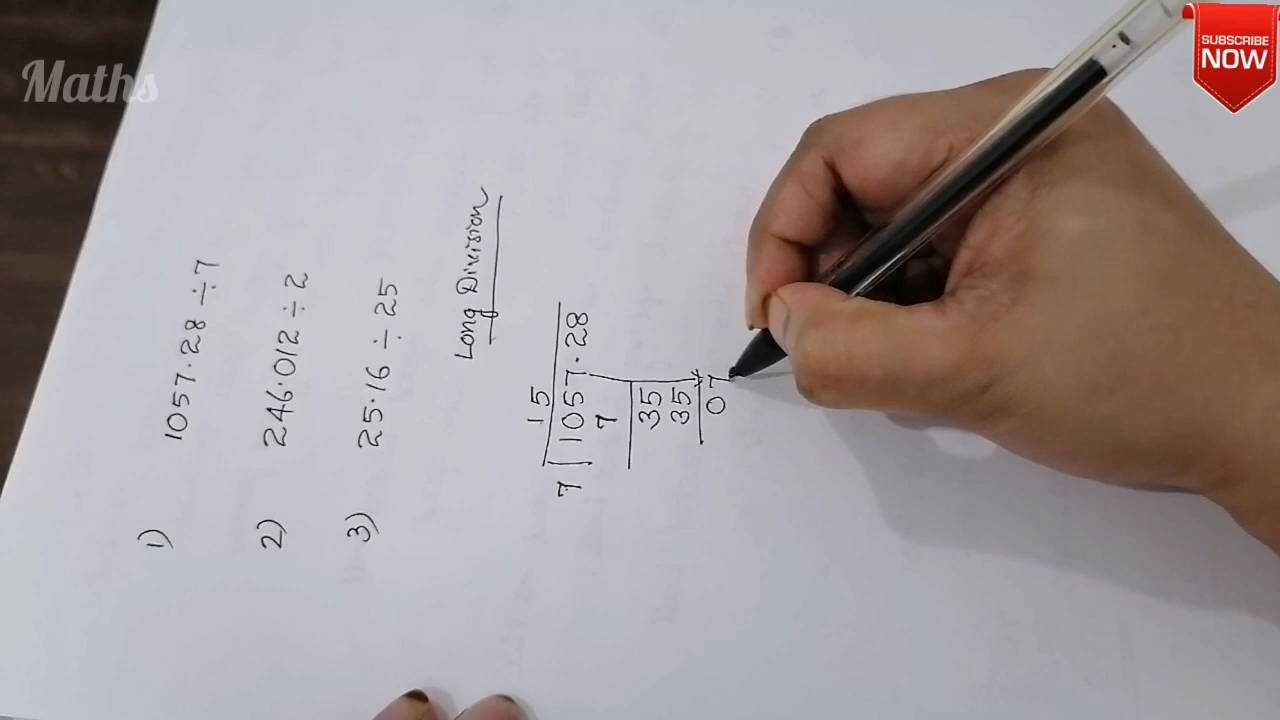 Maths
SUBSCRIBE
NOW
1) 1057.28 ÷ 7
2) 246.012 ÷ 2
3) 25.16 ÷ 25
Long Division
15
7 1057.28
7
35
35
07